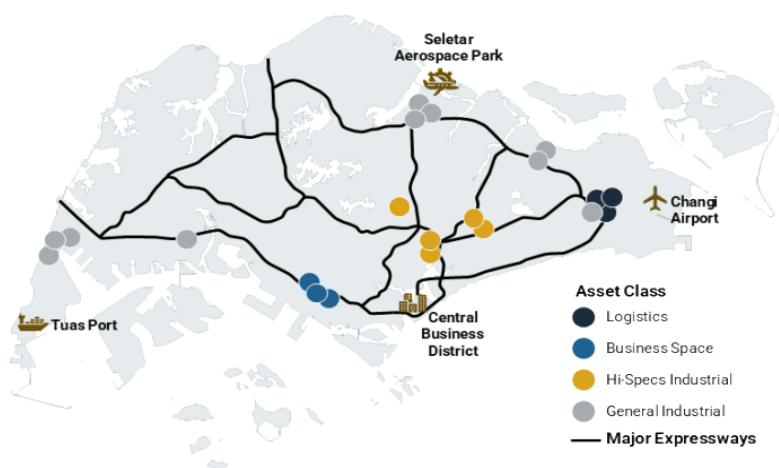 Seletar
Aerospace Park
Changi
Airport
Tuas Port
Central
Business
District
Asset Class
Logistics
Business Space
Hi-Specs Industrial
General Industrial
Major Expressways